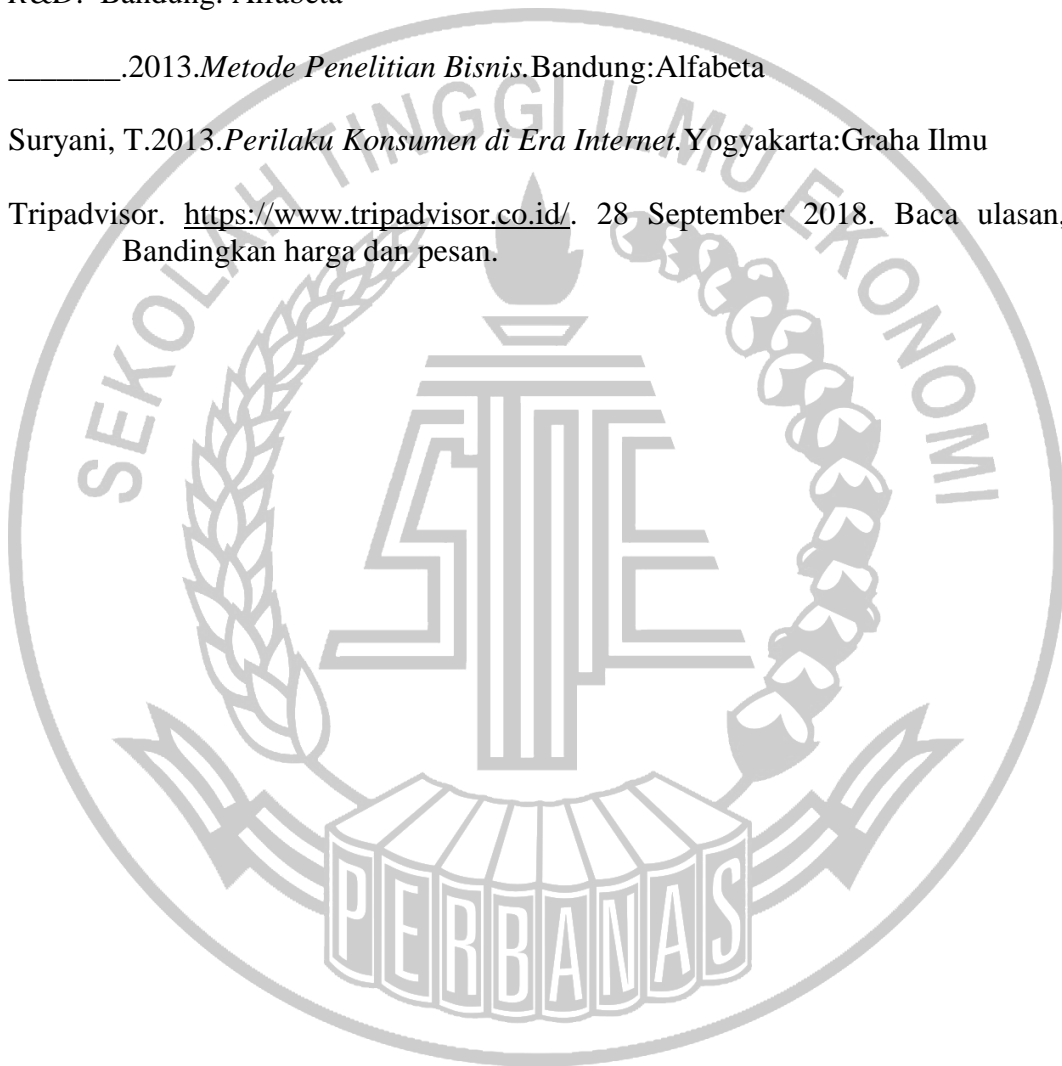 R&D. Bandung: Alfabeta
_______.2013.Metode Penelitian Bisnis.Bandung:Alfabeta
Suryani, T.2013.Perilaku Konsumen di Era Internet.Yogyakarta:Graha Ilmu
Tripadvisor. https://www.tripadvisor.co.id/. 28 September 2018. Baca ulasan,
Bandingkan harga dan pesan.
SEKOLAH TINGGI ILMU EKONOMI
STIE
PERBANAS